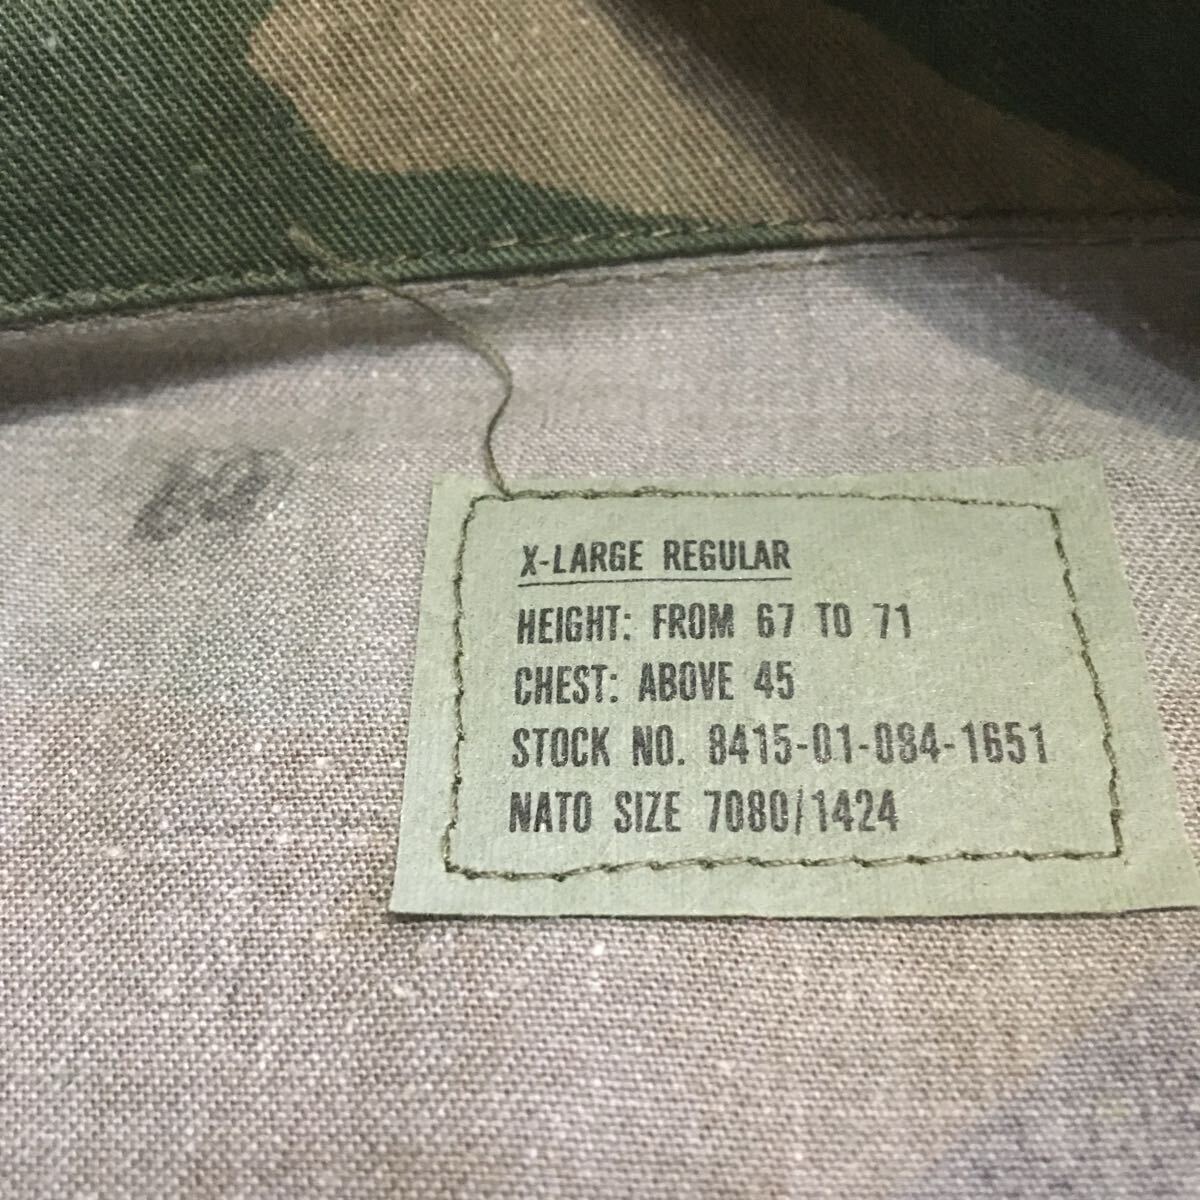 X-LARGE REGULAR
HEIGHT: FROM 67 TO 71
CHEST: ABOVE 45
STOCK NO. 8415-01-084-1651
NATO SIZE 7080/1424